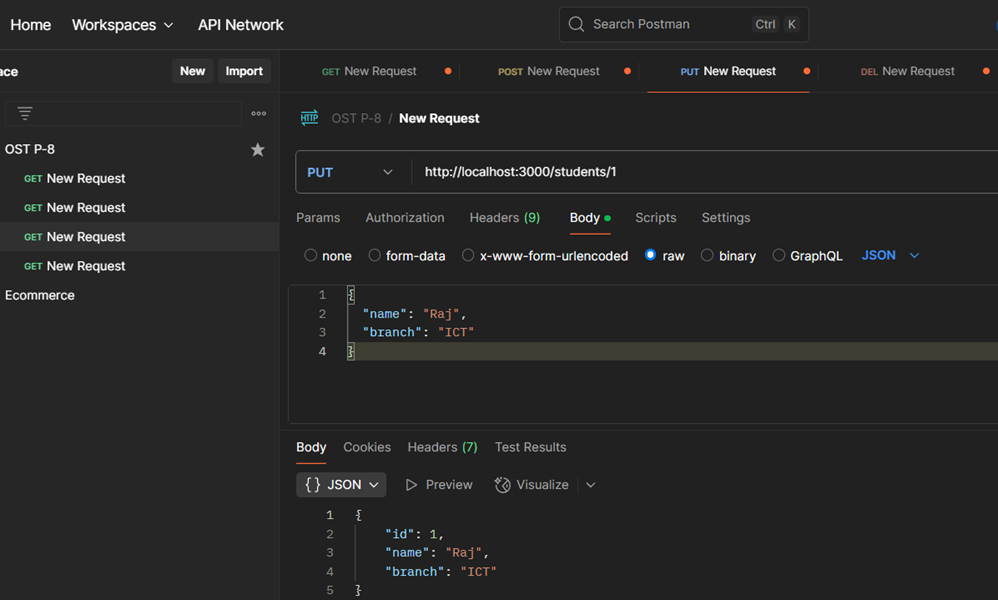 Home Workspaces API Network Search Postman Ctrl K
ace New Import GET New Request POST New Request PUT New Request DEL New Request
HTTP OST P-8 / New Request
OST P-8
GET New Request
GET New Request
GET New Request
GET New Request
Ecommerce
PUT http://localhost:3000/students/1
Params Authorization Headers (9) Body Scripts Settings
none form-data x-www-form-urlencoded raw binary GraphQL JSON
1 {
2 "name": "Raj",
3 "branch": "ICT"
4 }
Body Cookies Headers (7) Test Results
{} JSON Preview Visualize
1 {
2 "id": 1,
3 "name": "Raj",
4 "branch": "ICT"
5 }